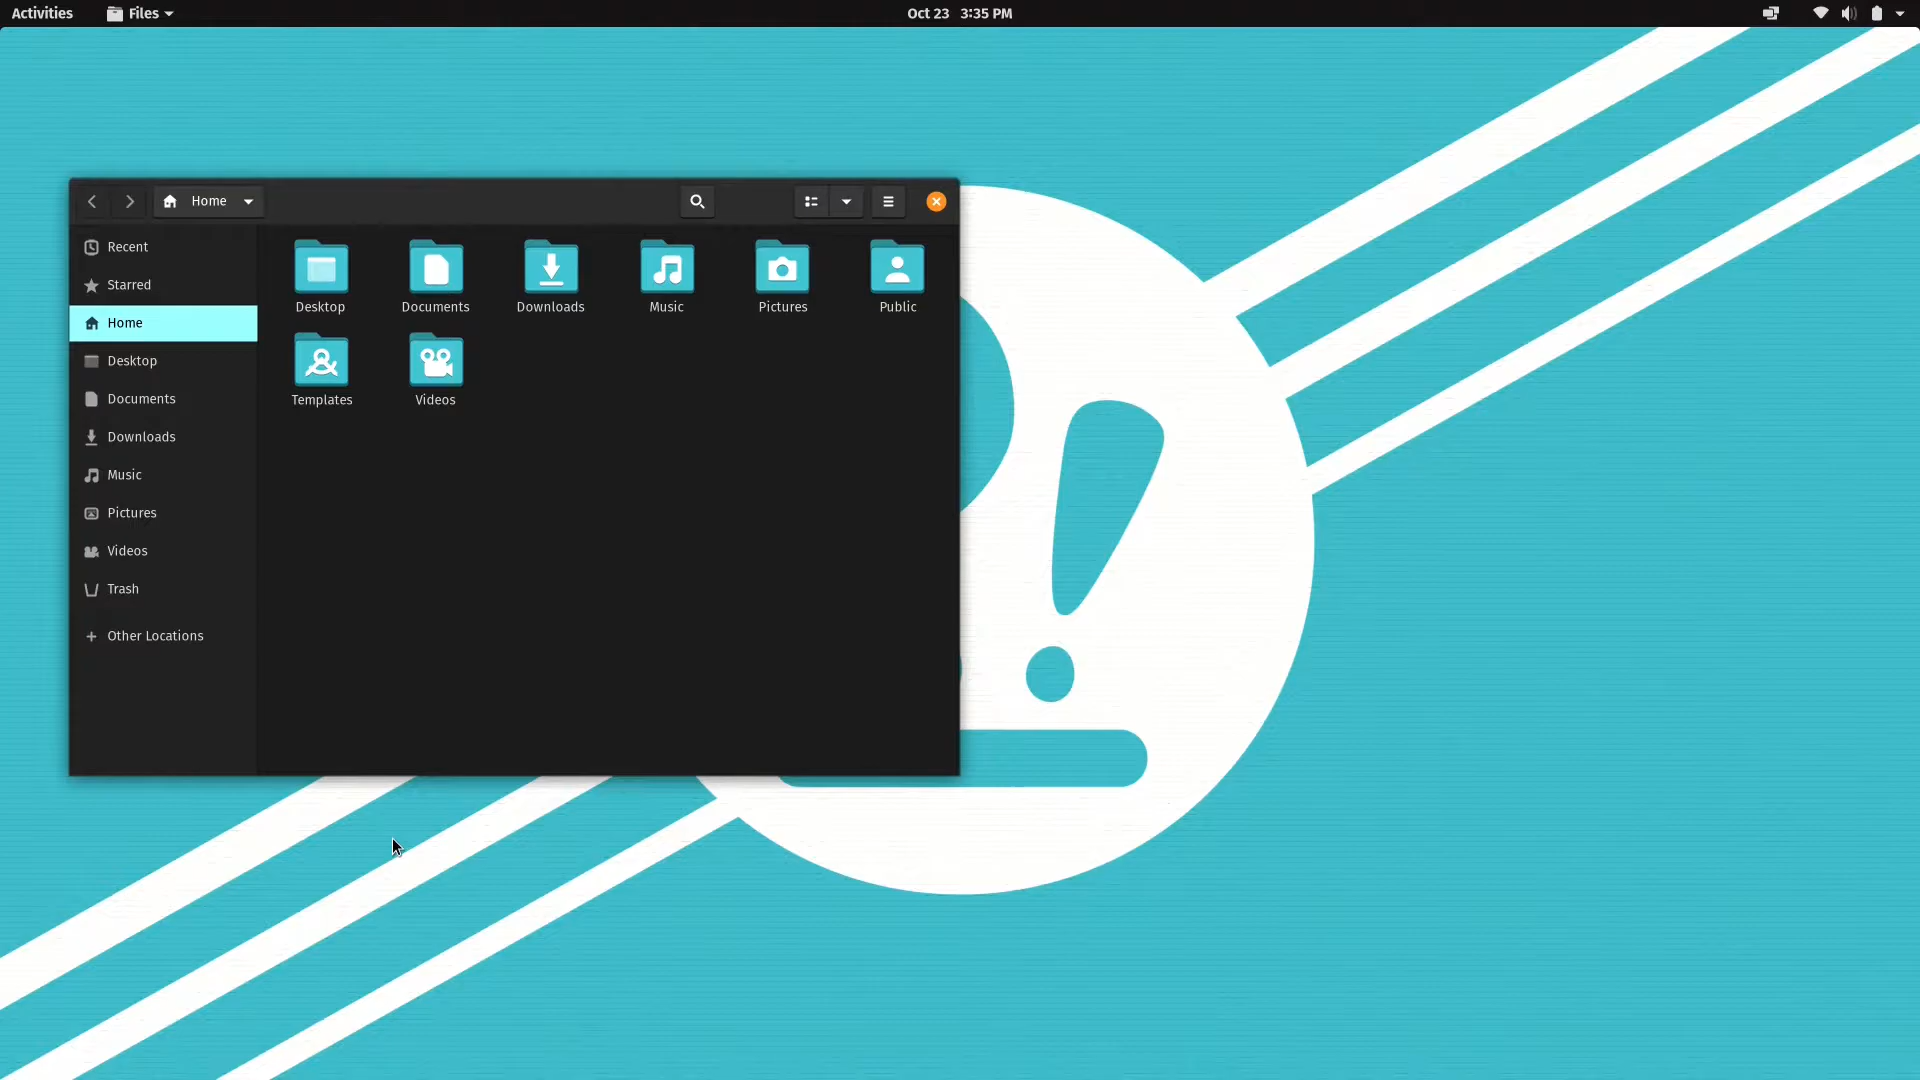 Activities Files Oct 23 3:35 PM
Home
Recent
Starred
Home
Desktop
Documents
Downloads
Music
Pictures
Videos
Trash
Other Locations
Desktop Documents Downloads Music Pictures Public
Templates Videos